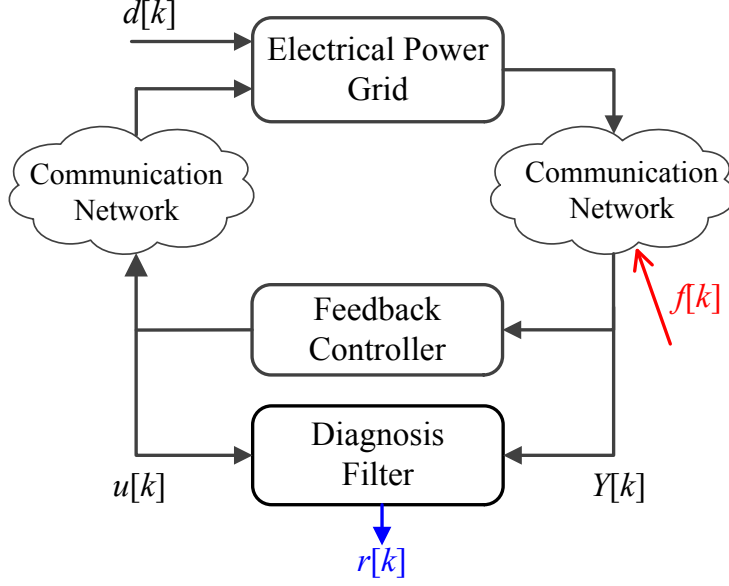 d[k]
Electrical Power
Grid
Communication
Network
Communication
Network
f[k]
Feedback
Controller
Diagnosis
Filter
u[k]
Y[k]
r[k]